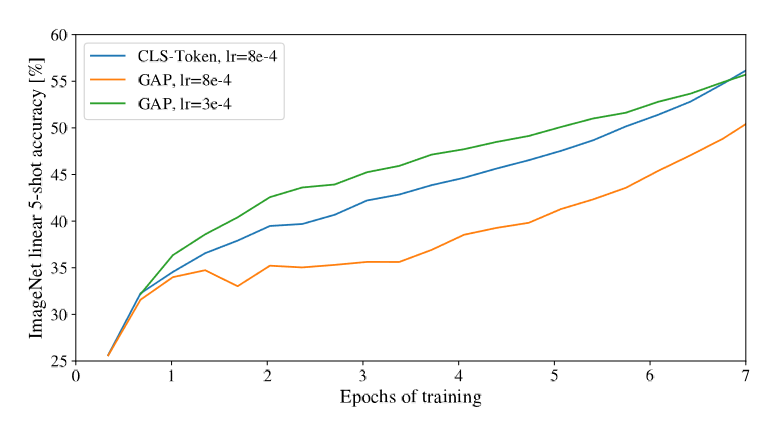 60
55
50
45
40
35
30
25
ImageNet linear 5-shot accuracy [%]
CLS-Token, lr=8e-4
GAP, lr=8e-4
GAP, lr=3e-4
0 1 2 3 4 5 6 7
Epochs of training